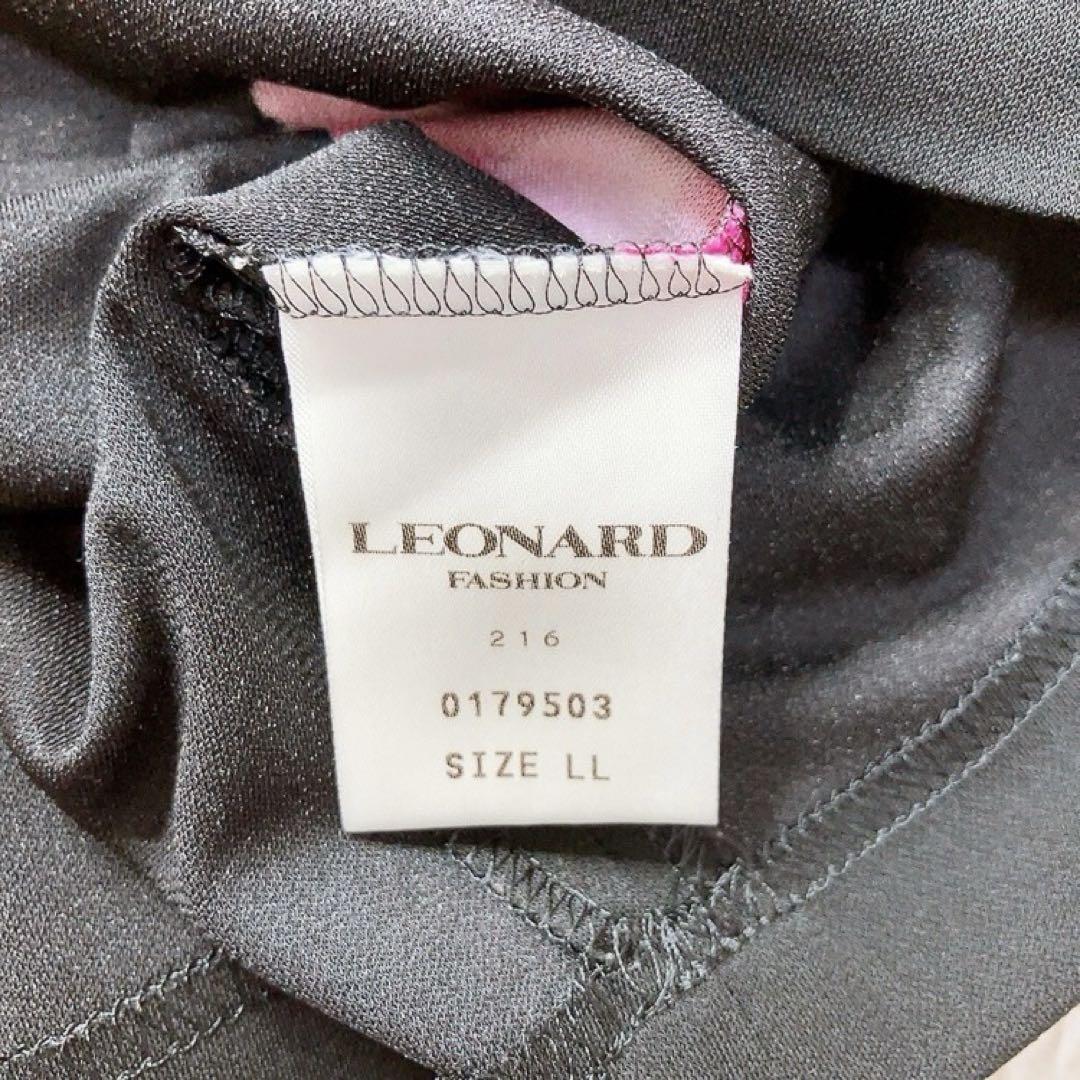 LEONARD
FASHION
216
0179503
SIZE LL